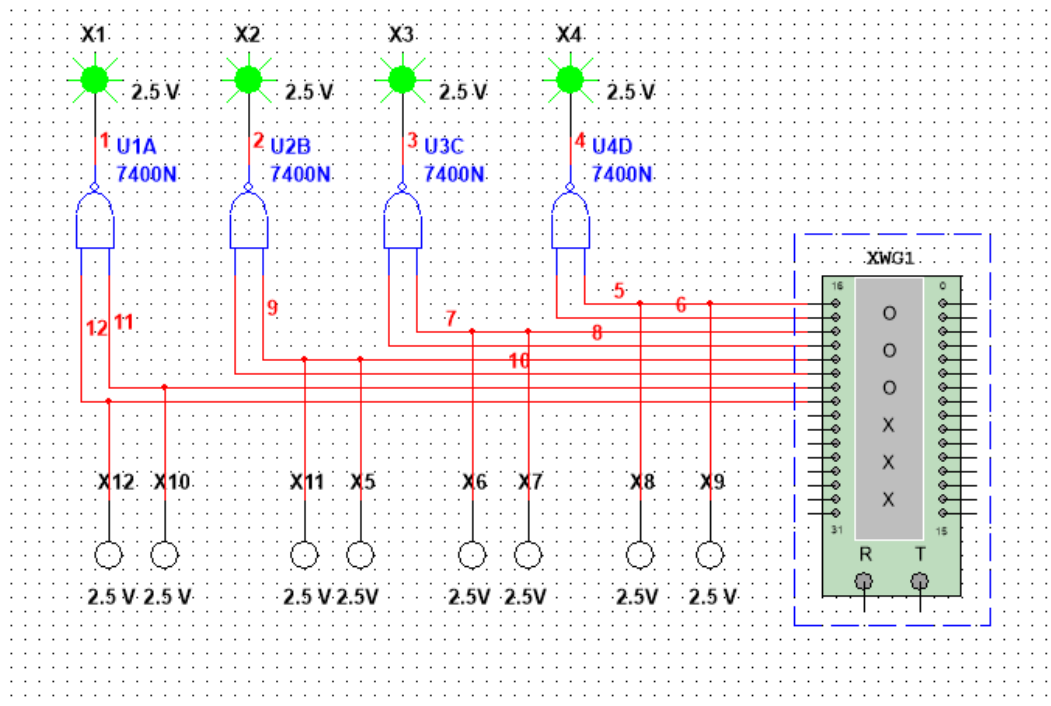 X1 X2 X3 X4
2.5 V 2.5 V 2.5 V 2.5 V
1 U1A 2 U2B 3 U3C 4 U4D
7400N 7400N 7400N 7400N
XWG1
16 0
5 6
9
7
12 11
8
10
O
O
O
X
X
X
X12 X10 X11 X5 X6 X7 X8 X9
31 15
R T
2.5 V 2.5 V 2.5 V 2.5V 2.5V 2.5V 2.5V 2.5 V